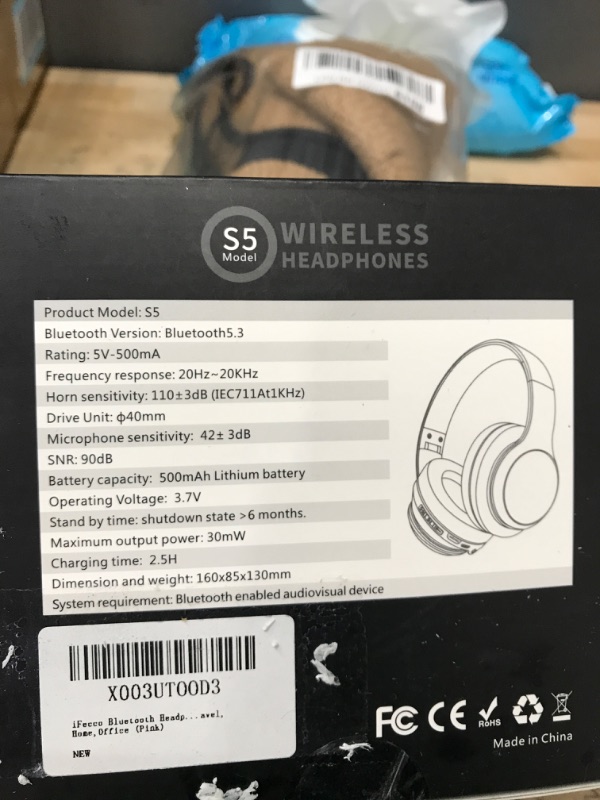 S5 WIRELESS
Model HEADPHONES
Product Model: S5
Bluetooth Version: Bluetooth5.3
Rating: 5V-500mA
Frequency response: 20Hz~20KHz
Horn sensitivity: 110±3dB (IEC711At1KHz)
Drive Unit: φ40mm
Microphone sensitivity: 42± 3dB
SNR: 90dB
Battery capacity: 500mAh Lithium battery
Operating Voltage: 3.7V
Stand by time: shutdown state >6 months.
Maximum output power: 30mW
Charging time: 2.5H
Dimension and weight: 160x85x130mm
System requirement: Bluetooth enabled audiovisual device
X003UTOOD3
iFecco Bluetooth Headp...avel,
Home,Office (Pink)
NEW
FC CE RoHS
Made in China